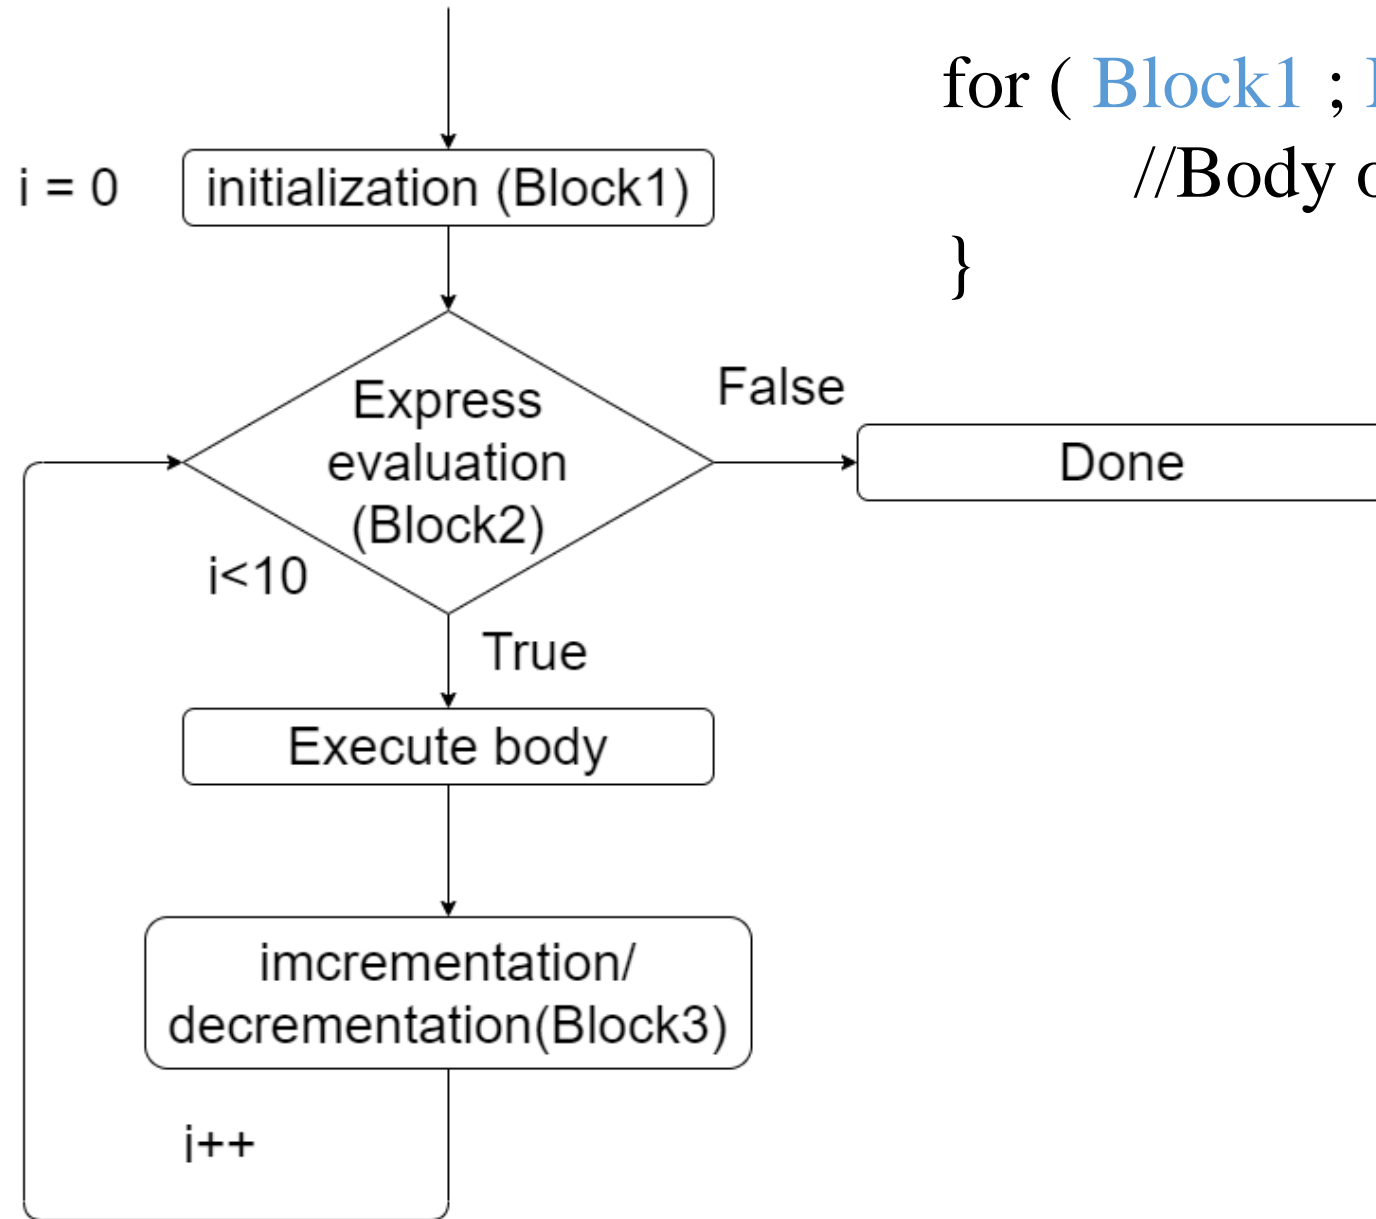 for ( Block1 ;
//Body
}
i = 0
initialization (Block1)
Express
evaluation
(Block2)
False
Done
i<10
True
Execute body
imcrementation/
decrementation(Block3)
i++